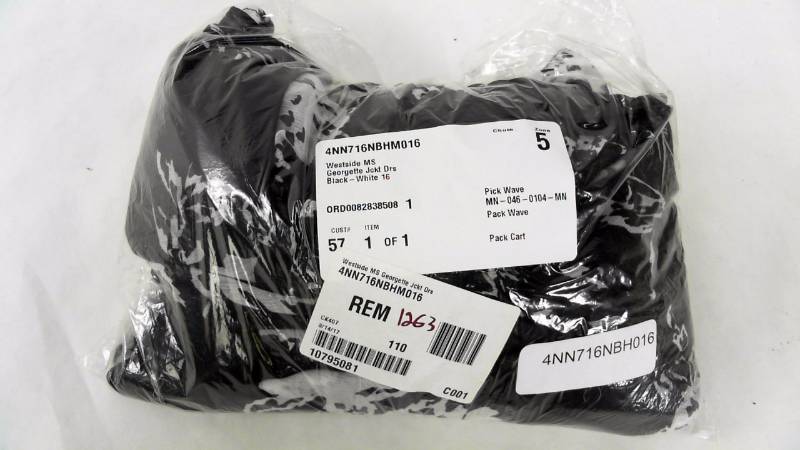 4NN716NBHM016
Chute Zone
5
Westside MS
Georgette Jckt Drs
Black-White 16
Pick Wave
MN-046-0104-MN
ORD0082838508 1
Pack Wave
CUST# ITEM
57 1 OF 1
Pack Cart
Westside MS Georgette Jckt Drs
4NN716NBHM016
REM 1263
CK407
9/14/17
110
10795081
C001
4NN716NBH016